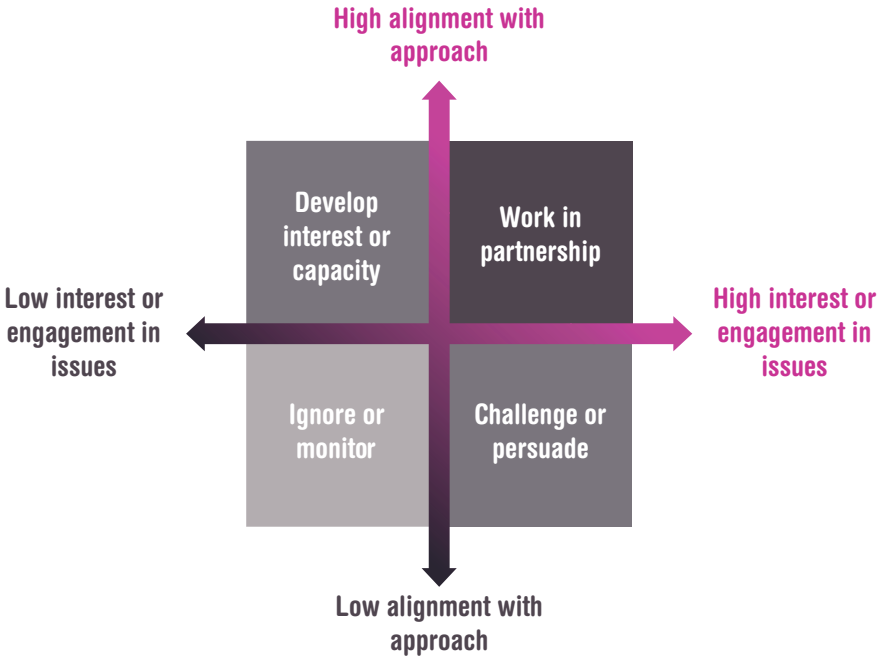 High alignment with
approach
Develop
interest or
capacity
Work in
partnership
Low interest or
engagement in
issues
High interest or
engagement in
issues
Ignore or
monitor
Challenge or
persuade
Low alignment with
approach